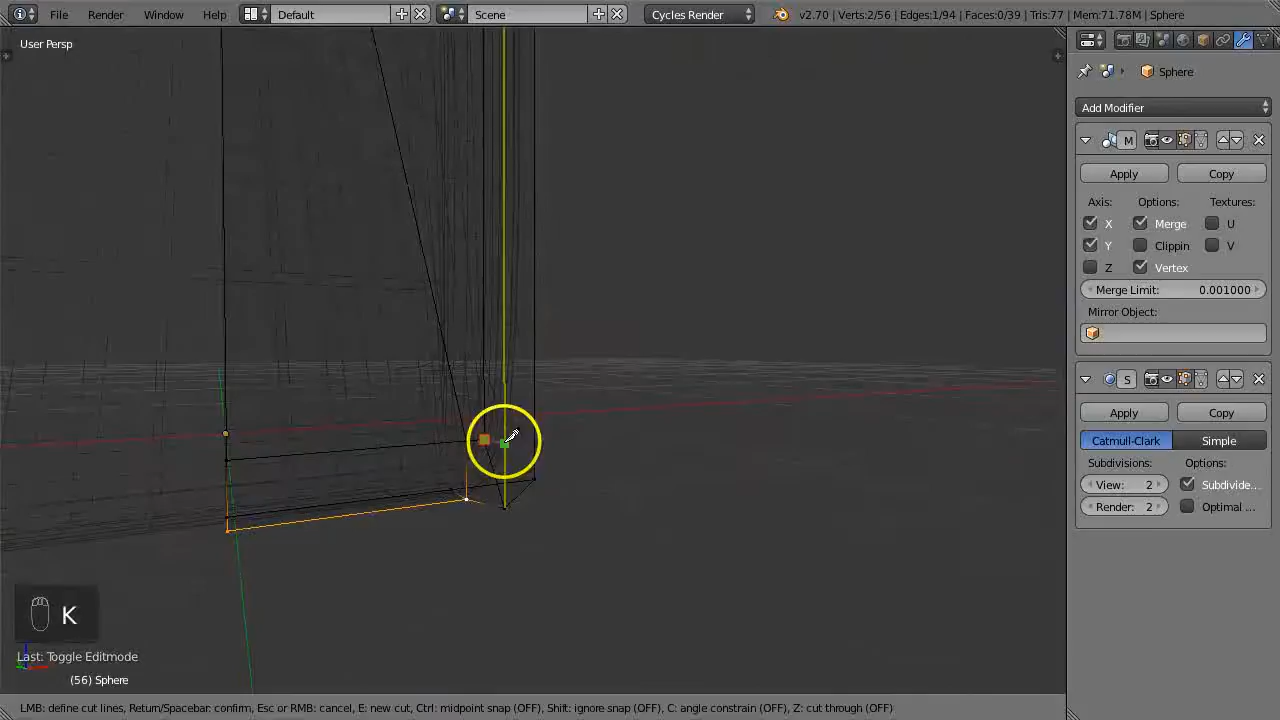 File Render Window Help Default Scene Cycles Render v2.70 | Verts:2/56 | Edges:1/94 | Faces:0/39 | Tris:77 | Mem:71.78M | Sphere
User Persp
Sphere
Add Modifier
M
Apply Copy
Axis: Options: Textures:
X Merge U
Y Clippin V
Z Vertex
Merge Limit: 0.001000
Mirror Object:
S
Apply Copy
Catmull-Clark Simple
Subdivisions: Options:
View: 2 Subdivide...
Render: 2 Optimal ...
K
Last: Toggle Editmode
(56) Sphere
LMB: define cut lines, Return/Spacebar: confirm, Esc or RMB: cancel, E: new cut, Ctrl: midpoint snap (OFF), Shift: ignore snap (OFF), C: angle constrain (OFF), Z: cut through (OFF)